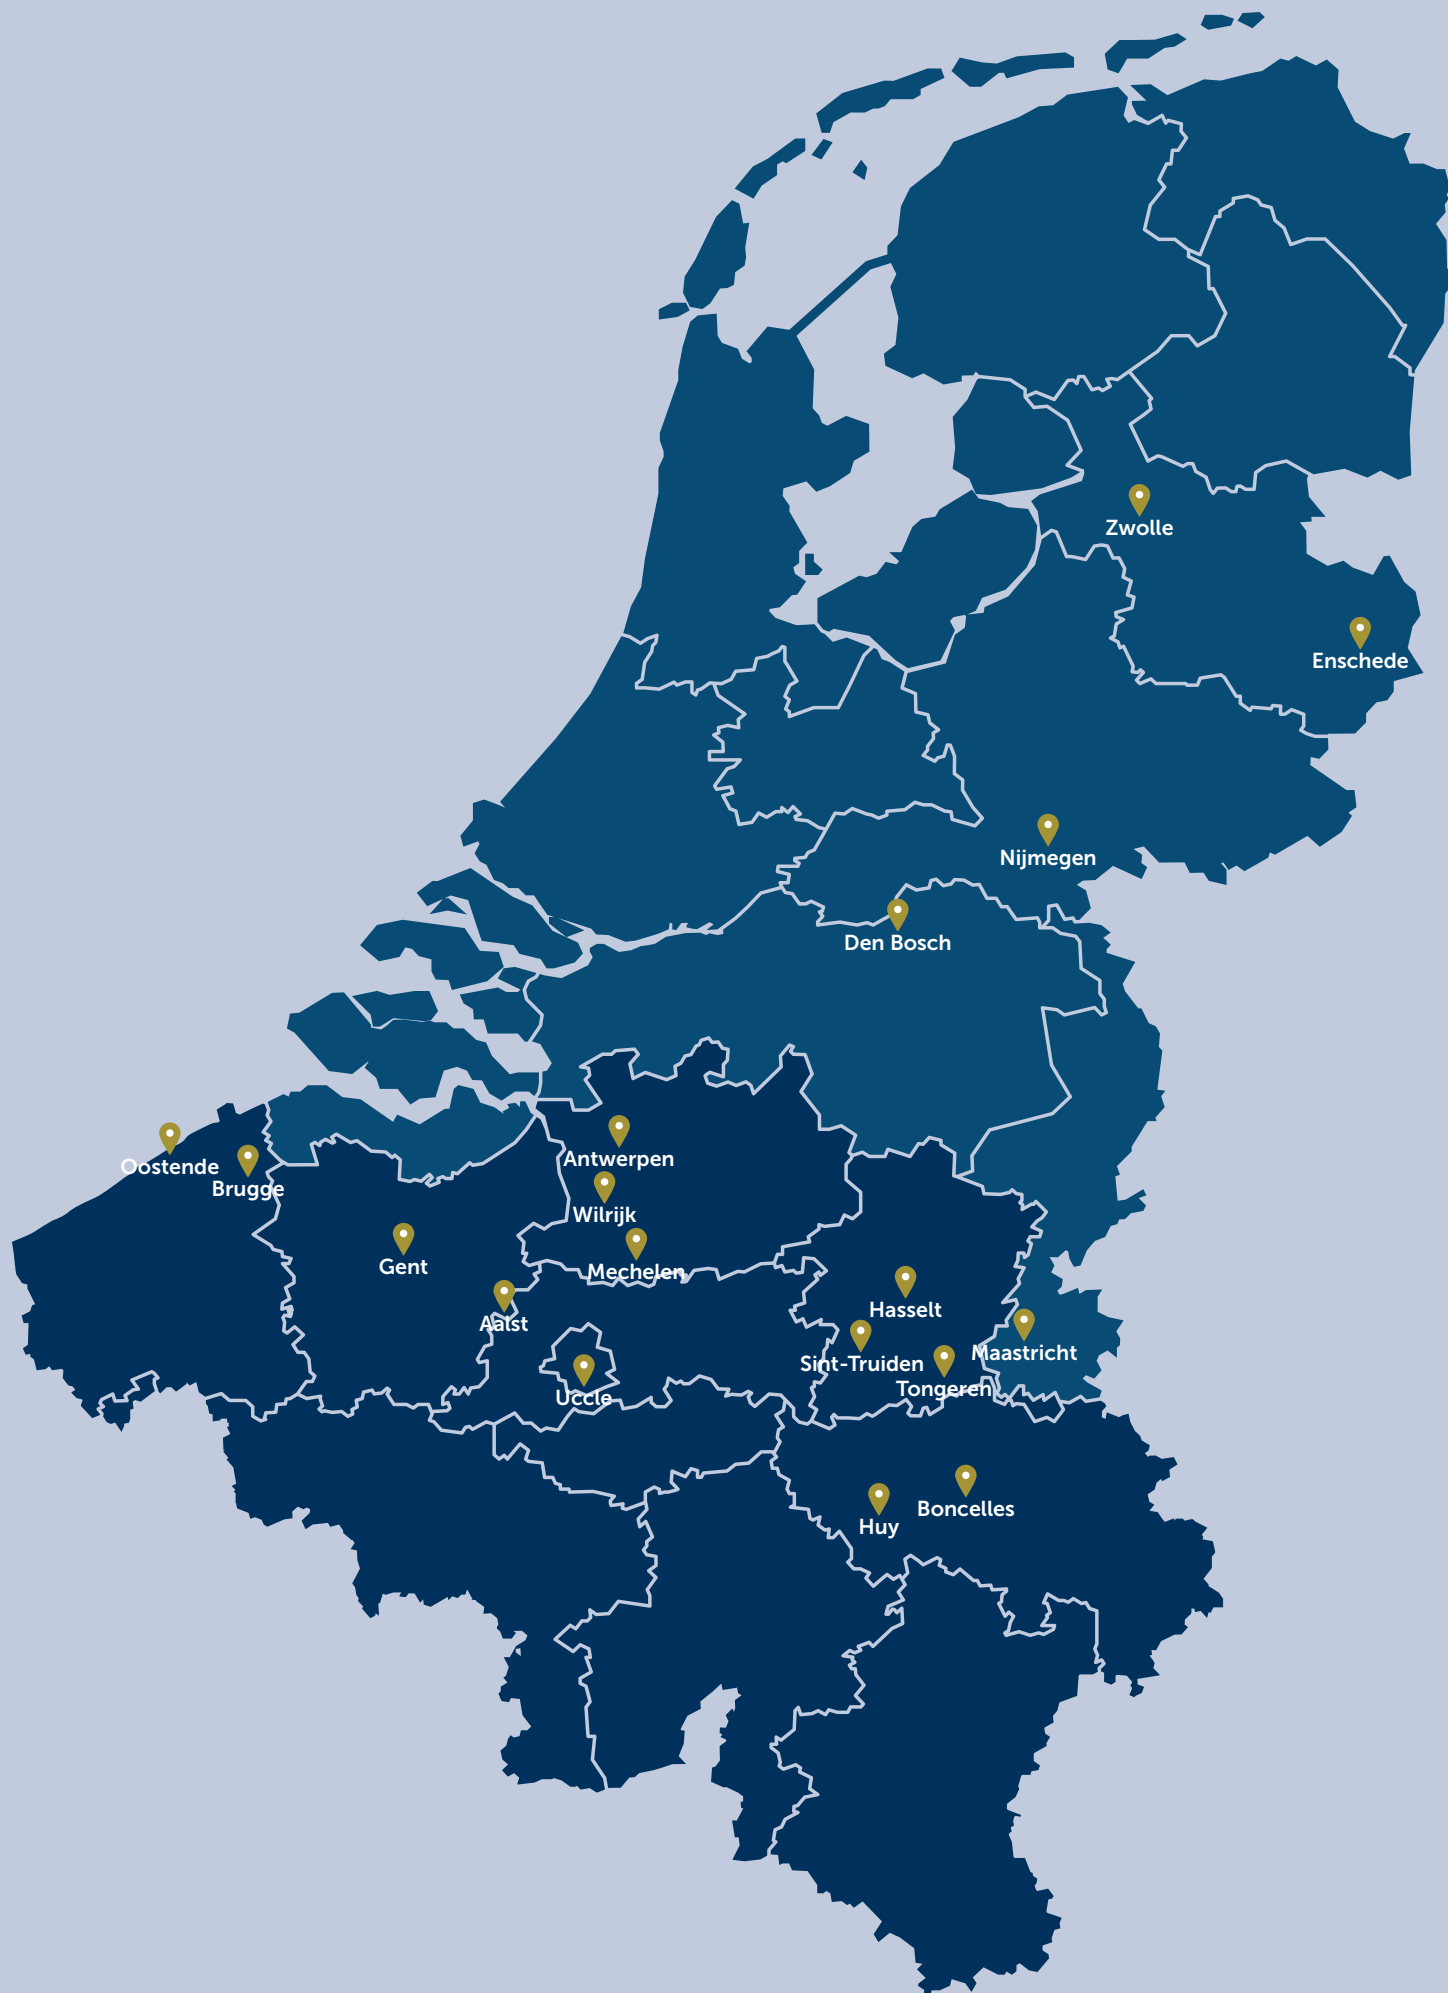 Zwolle
Enschede
Nijmegen
Den Bosch
Antwerpen
Oostende
Brugge
Wilrijk
Gent
Mechelen
Hasselt
Aalst
Maastricht
Sint-Truiden
Tongeren
Uccle
Boncelles
Huy